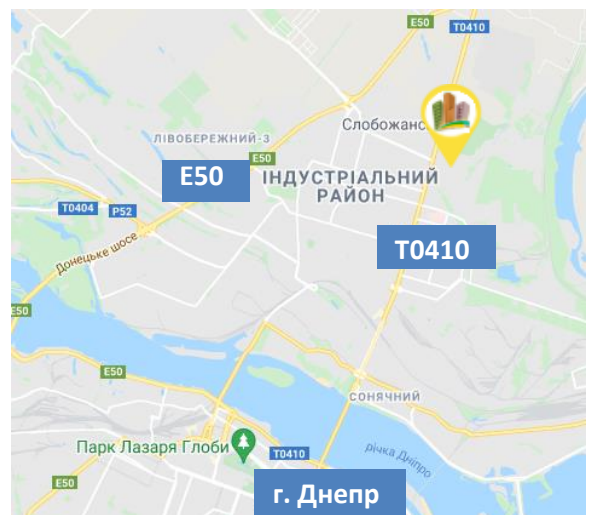 E50
T0410
Слобожанс
ЛІВОБЕРЕЖНИЙ-3
E50
E50
ІНДУСТРІАЛЬНИЙ
РАЙОН
T0404
P52
T0410
Донецьке шосе
E50
E50
СОНЯЧНИЙ
Парк Лазаря Глоби
T0410
річка Дніпро
E50
г. Днепр